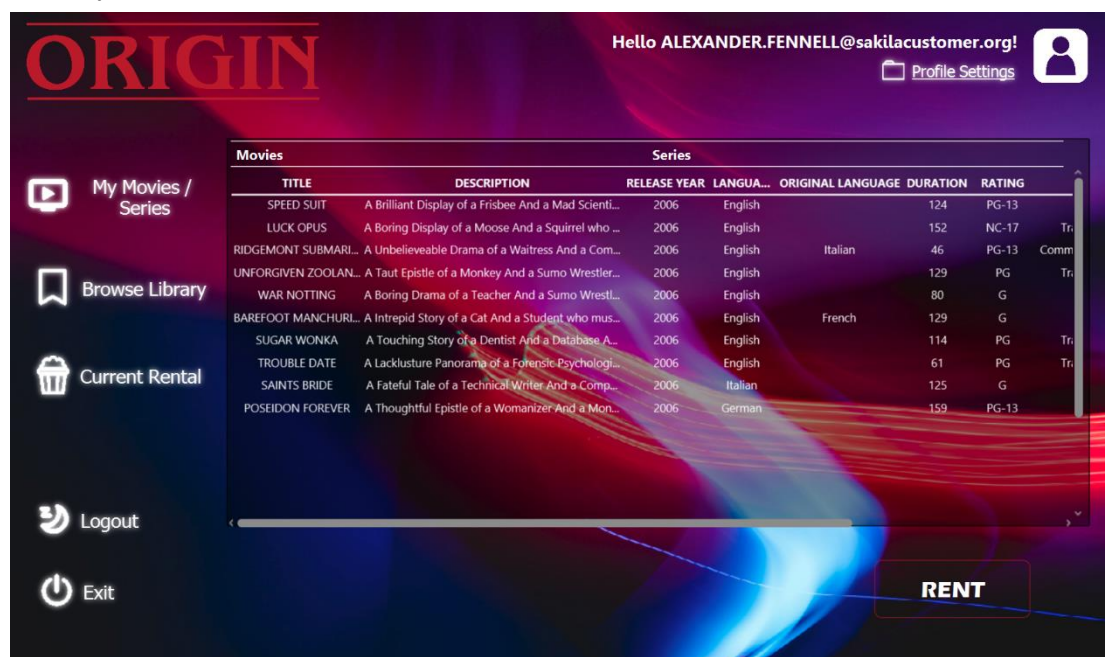 ORIGIN
Hello ALEXANDER.FENNELL@sakilacustomer.org!
Profile Settings
Movies Series
My Movies /
Series
Browse Library
Current Rental
Logout
Exit
TITLE DESCRIPTION RELEASE YEAR LANGUA... ORIGINAL LANGUAGE DURATION RATING
SPEED SUIT A Brilliant Display of a Frisbee And a Mad Scienti... 2006 English 124 PG-13
LUCK OPUS A Boring Display of a Moose And a Squirrel who ... 2006 English 152 NC-17 Tra
RIDGEMONT SUBMARI... A Unbelieveable Drama of a Waitress And a Com... 2006 English Italian 46 PG-13 Comm
UNFORGIVEN ZOOLAN... A Taut Epistle of a Monkey And a Sumo Wrestler... 2006 English 129 PG Tra
WAR NOTTING A Boring Drama of a Teacher And a Sumo Wrestl... 2006 English 80 G
BAREFOOT MANCHURI... A Intrepid Story of a Cat And a Student who mus... 2006 English French 129 G
SUGAR WONKA A Touching Story of a Dentist And a Database A... 2006 English 114 PG Tra
TROUBLE DATE A Lacklusture Panorama of a Forensic Psychologi... 2006 English 61 PG Tra
SAINTS BRIDE A Fateful Tale of a Technical Writer And a Comp... 2006 Italian 125 G
POSEIDON FOREVER A Thoughtful Epistle of a Womanizer And a Mon... 2006 German 159 PG-13
RENT